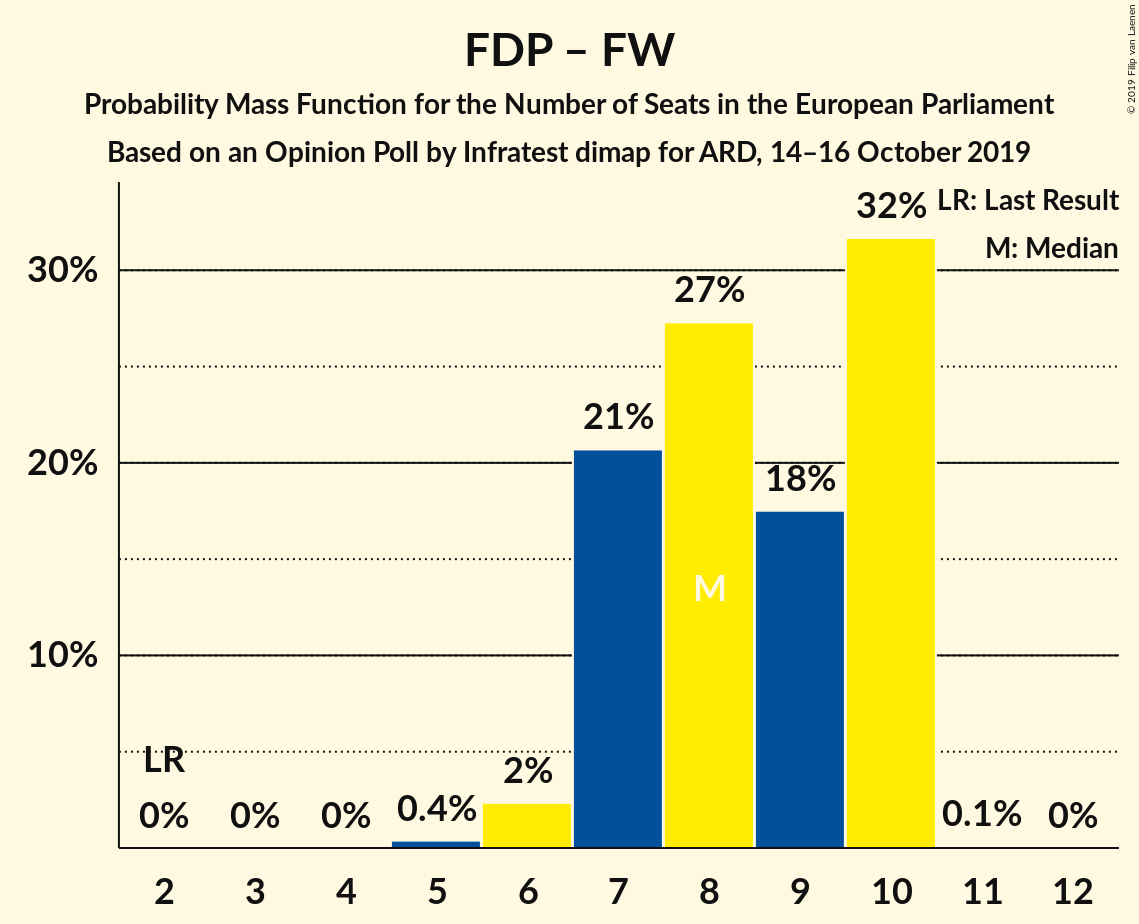 FDP – FW
Probability Mass Function for the Number of Seats in the European Parliament
Based on an Opinion Poll by Infratest dimap for ARD, 14–16 October 2019
© 2019 Filip van Laenen
LR: Last Result
M: Median
30%
20%
10%
LR
0%
0%
0%
0.4%
2%
21%
27%
18%
32%
0.1%
0%
M
2 3 4 5 6 7 8 9 10 11 12